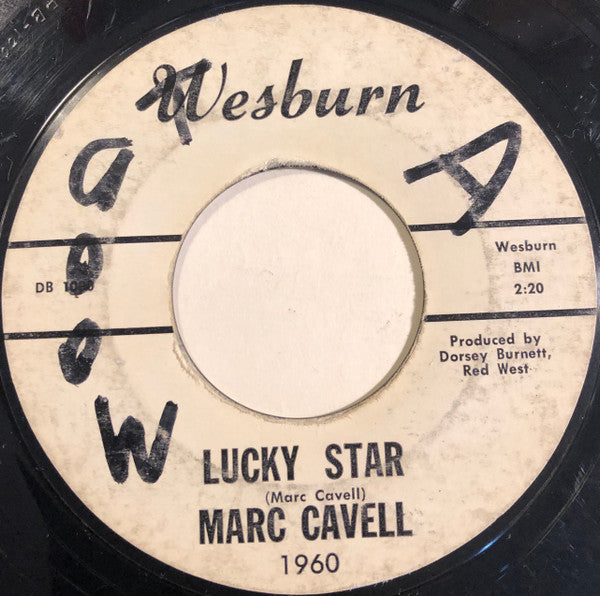 Wesburn
A
Wesburn
BMI
2:20
Produced by
Dorsey Burnett,
Red West
LUCKY STAR
(Marc Cavell)
MARC CAVELL
1960